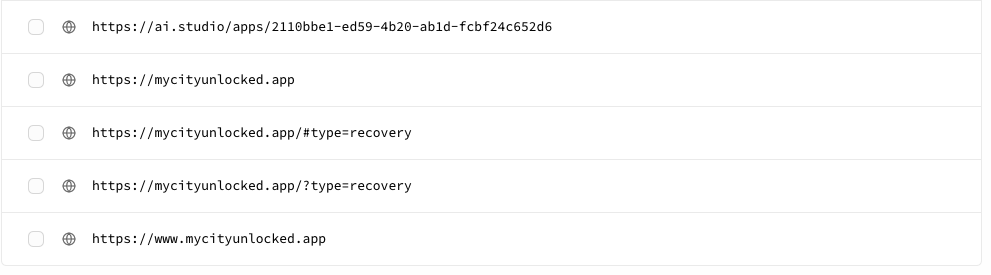 https://ai.studio/apps/2110bbe1-ed59-4b20-ab1d-fcbf24c652d6
https://mycityunlocked.app
https://mycityunlocked.app/#type=recovery
https://mycityunlocked.app/?type=recovery
https://www.mycityunlocked.app